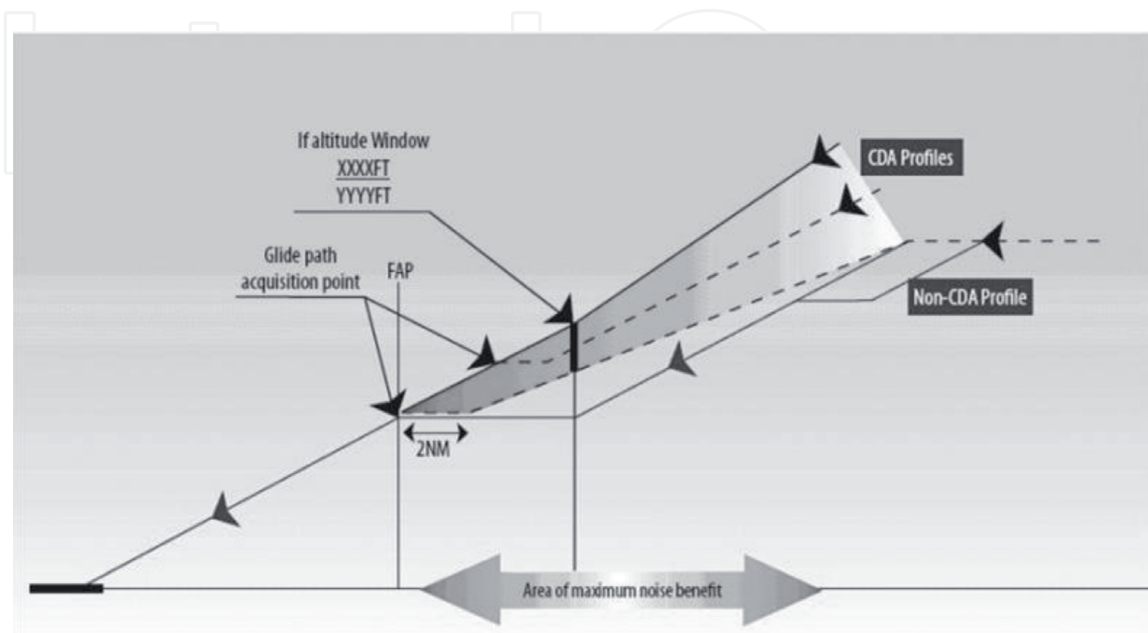 If altitude Window
XXXXFT
YYYYFT
CDA Profiles
Glide path
acquisition point
FAP
Non-CDA Profile
2NM
Area of maximum noise benefit